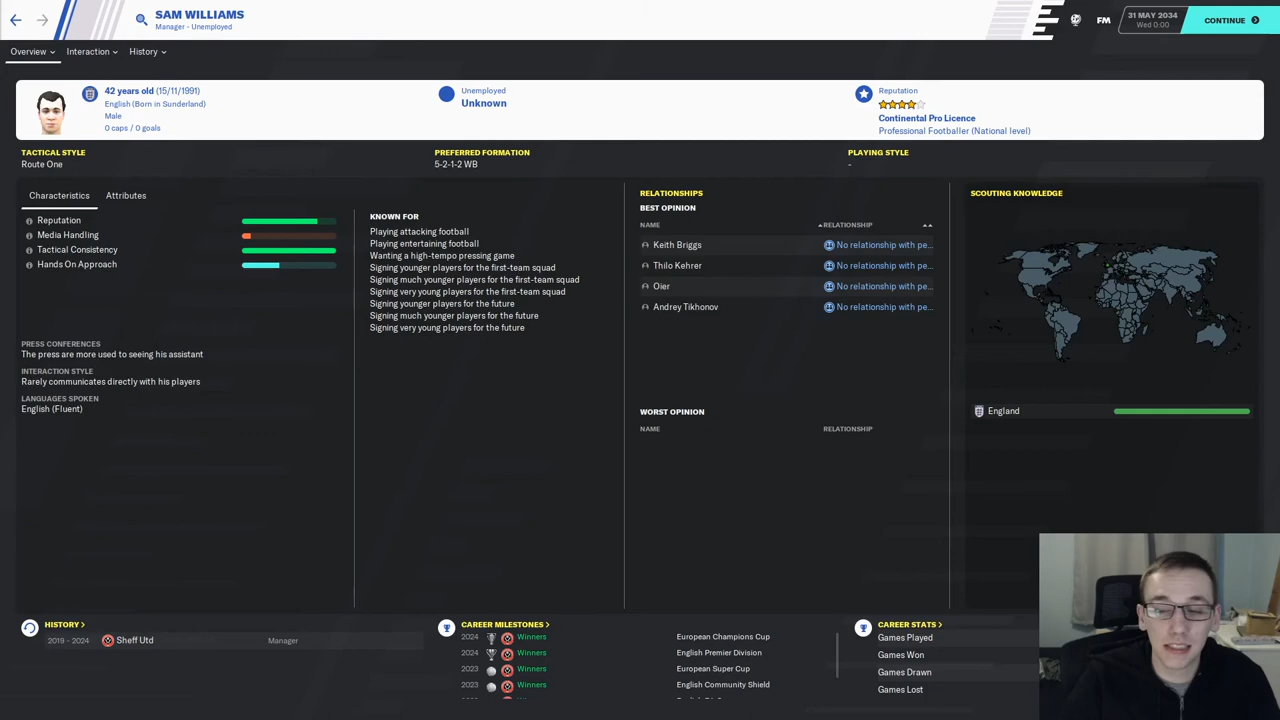 SAM WILLIAMS
Manager - Unemployed
FM
31 MAY 2034
Wed 0:00
CONTINUE
Overview
Interaction
History
42 years old (15/11/1991)
English (Born in Sunderland)
Male
0 caps / 0 goals
Unemployed
Unknown
Reputation
Continental Pro Licence
Professional Footballer (National level)
TACTICAL STYLE
Route One
PREFERRED FORMATION
5-2-1-2 WB
PLAYING STYLE
-
Characteristics
Attributes
Reputation
Media Handling
Tactical Consistency
Hands On Approach
PRESS CONFERENCES
The press are more used to seeing his assistant
INTERACTION STYLE
Rarely communicates directly with his players
LANGUAGES SPOKEN
English (Fluent)
KNOWN FOR
Playing attacking football
Playing entertaining football
Wanting a high-tempo pressing game
Signing younger players for the first-team squad
Signing much younger players for the first-team squad
Signing very young players for the first-team squad
Signing younger players for the future
Signing much younger players for the future
Signing very young players for the future
RELATIONSHIPS
BEST OPINION
NAME RELATIONSHIP
Keith Briggs No relationship with pe...
Thilo Kehrer No relationship with pe...
Oier No relationship with pe...
Andrey Tikhonov No relationship with pe...
WORST OPINION
NAME RELATIONSHIP
SCOUTING KNOWLEDGE
England
HISTORY >
2019 - 2024 Sheff Utd Manager
CAREER MILESTONES >
2024 Winners European Champions Cup
2024 Winners English Premier Division
2023 Winners European Super Cup
2023 Winners English Community Shield
CAREER STATS >
Games Played
Games Won
Games Drawn
Games Lost